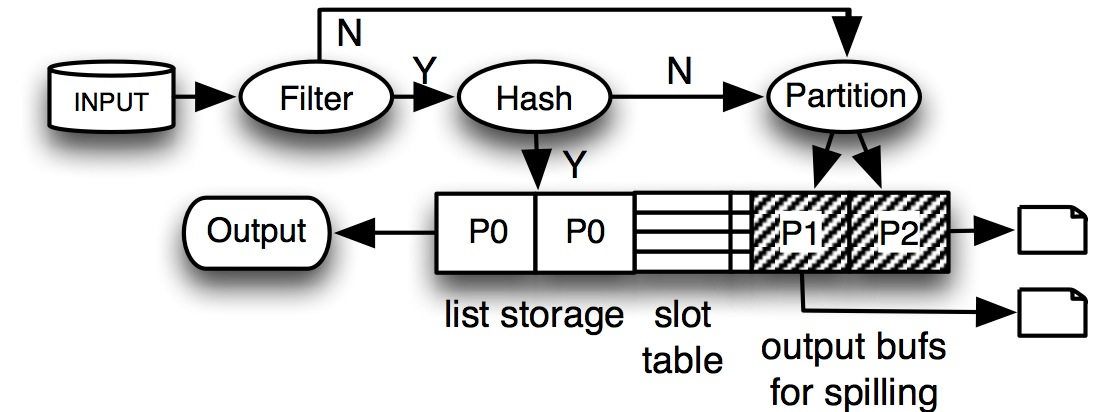 N
INPUT
Filter
Y
Hash
N
Partition
Y
Output
P0
P0
P1
P2
list storage
slot
table
output bufs
for spilling